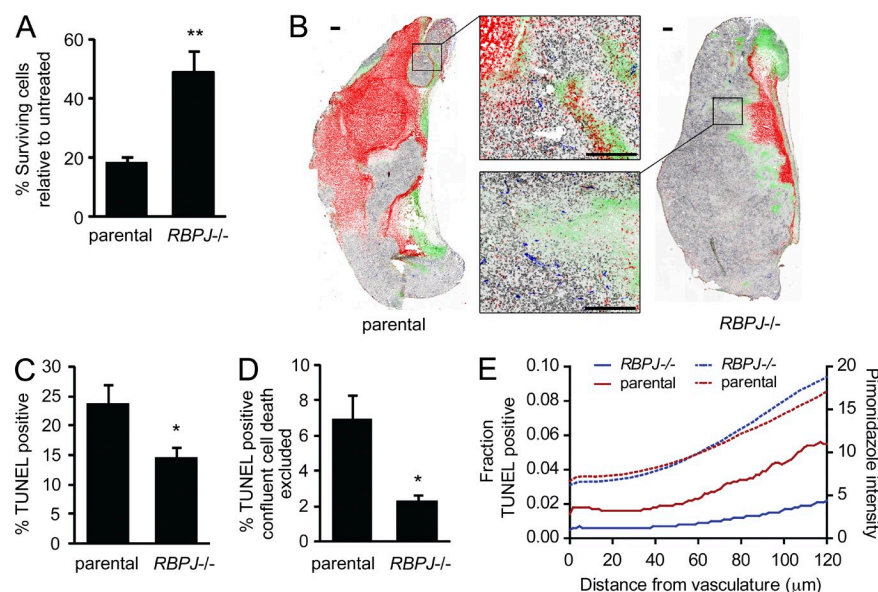 A
% Surviving cells
relative to untreated
60
40
20
0
**
parental
RBPJ-/-
B
-
-
parental
RBPJ-/-
C
% TUNEL positive
30
25
20
15
10
5
0
*
parental
RBPJ-/-
D
% TUNEL positive
confluent cell death
excluded
10
8
6
4
2
0
*
parental
RBPJ-/-
E
Fraction
TUNEL positive
0.10
0.08
0.06
0.04
0.02
0.00
RBPJ-/-
parental
RBPJ-/-
parental
20
15
10
5
0
Pimonidazole intensity
0 20 40 60 80 100 120
Distance from vasculature (μm)